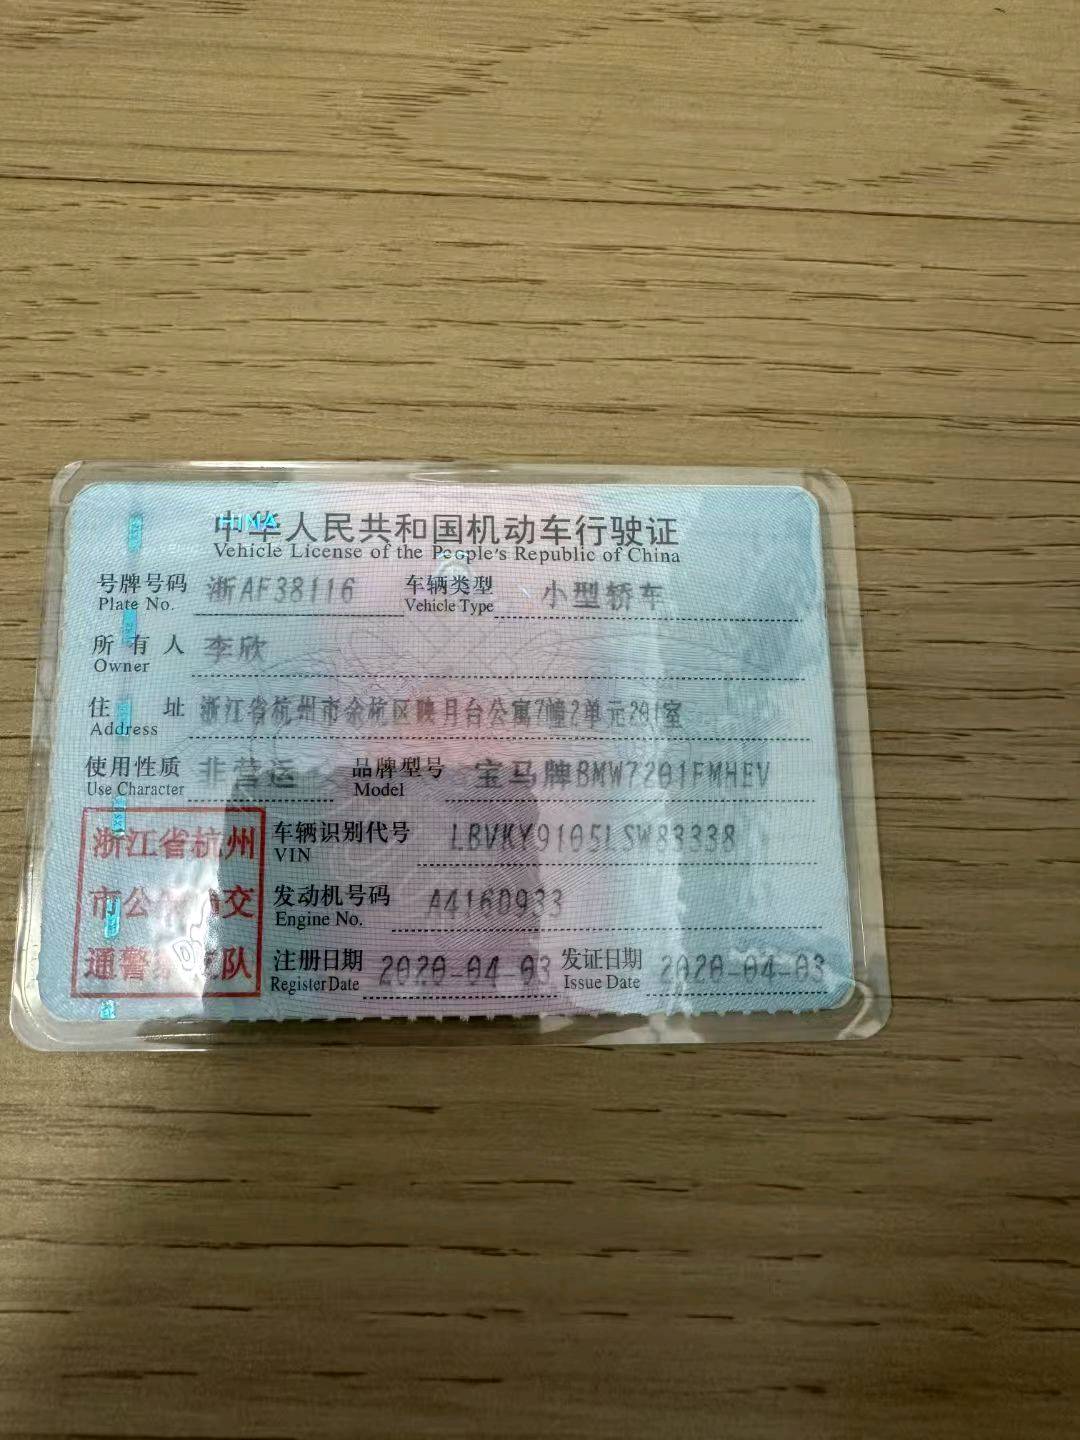 中华人民共和国机动车行驶证
Vehicle License of the People's Republic of China
号牌号码 浙AF38116 车辆类型 小型轿车
Plate No. Vehicle Type
所有人 李欣
Owner
住址 浙江省杭州市余杭区映月台公寓7幢2单元201室
Address
使用性质 非营运 品牌型号 宝马牌BMW7201FMHEV
Use Character Model
浙江省杭州
市公 交
通警 队
车辆识别代号 LBVKY9105LSW83338
VIN
发动机号码 A4160933
Engine No.
注册日期 2020-04-03 发证日期 2020-04-03
Register Date Issue Date